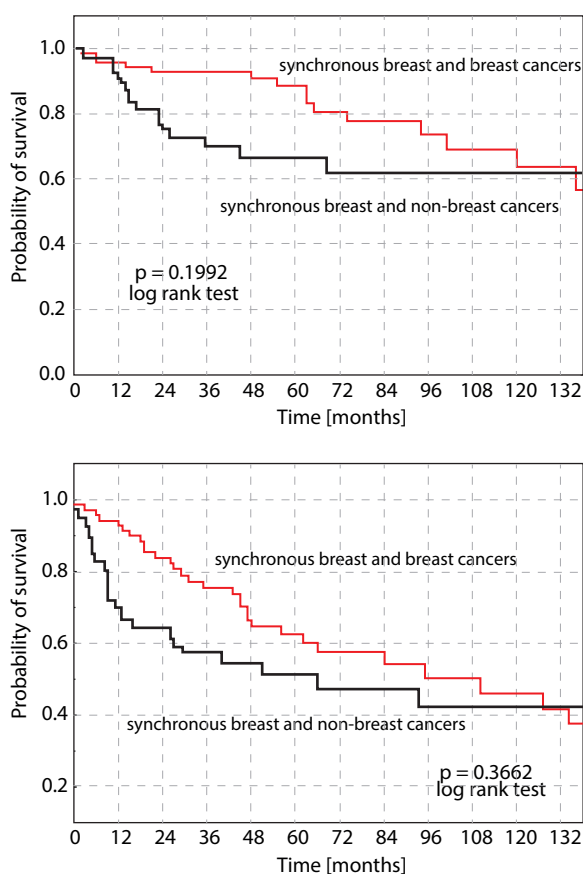 1.0
synchronous breast and breast cancers
0.8
0.6
synchronous breast and non-breast cancers
0.4
p = 0.1992
log rank test
0.2
0.0
0 12 24 36 48 60 72 84 96 108 120 132
Time [months]
Probability of survival
1.0
synchronous breast and breast cancers
0.8
0.6
0.4
synchronous breast and non-breast cancers
p = 0.3662
log rank test
0.2
0 12 24 36 48 60 72 84 96 108 120 132
Time [months]
Probability of survival